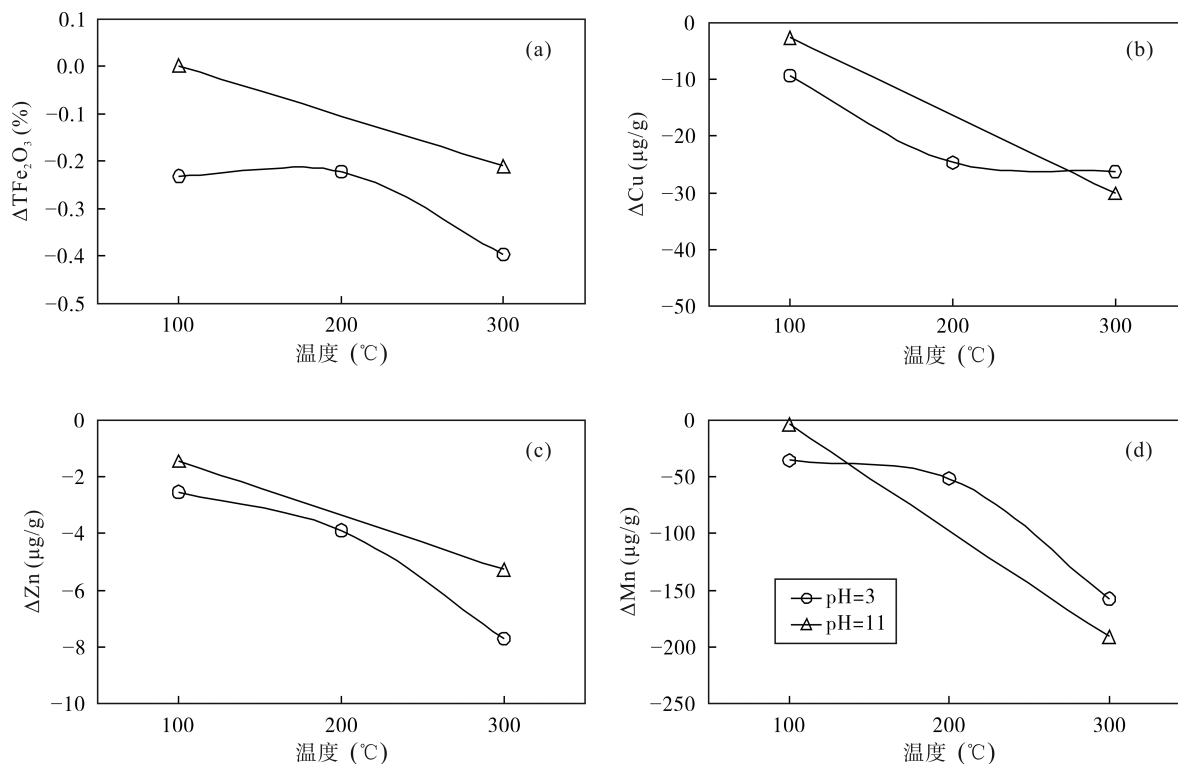 0.1
0.0
−0.1
−0.2
−0.3
−0.4
−0.5
ΔTFe₂O₃ (%)
(a)
100 200 300
温度 (℃)
0
−10
−20
−30
−40
−50
ΔCu (μg/g)
(b)
100 200 300
温度 (℃)
0
−2
−4
−6
−8
−10
ΔZn (μg/g)
(c)
100 200 300
温度 (℃)
0
−50
−100
−150
−200
−250
ΔMn (μg/g)
(d)
pH=3
pH=11
100 200 300
温度 (℃)